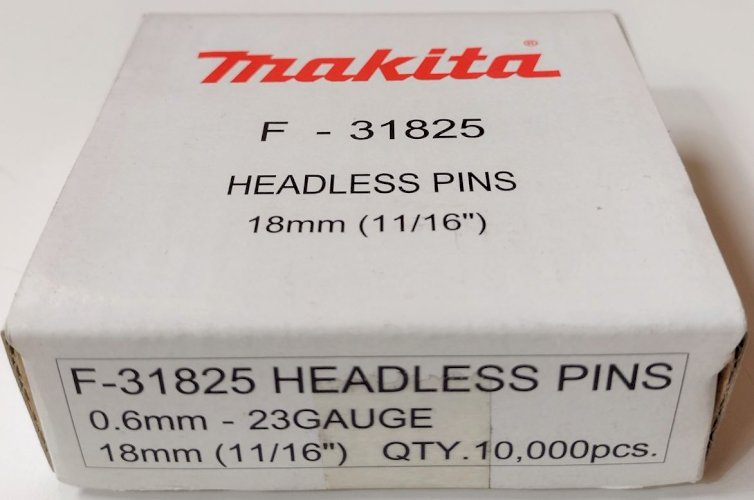 makita®
F - 31825
HEADLESS PINS
18mm (11/16")
F-31825 HEADLESS PINS
0.6mm - 23GAUGE
18mm (11/16") QTY.10,000pcs.